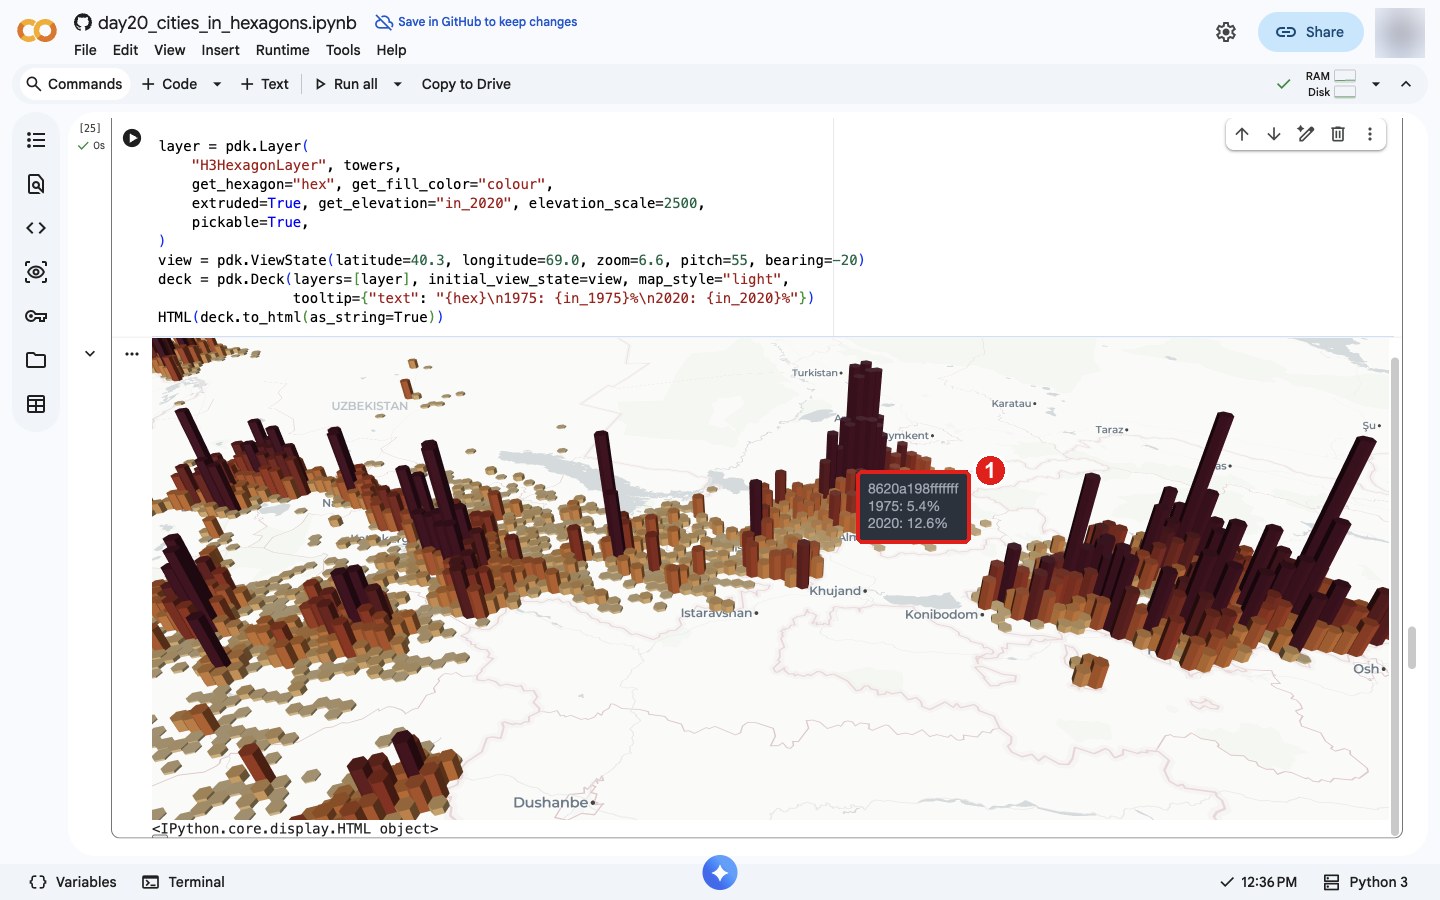 day20_cities_in_hexagons.ipynb
Save in GitHub to keep changes
Share
File Edit View Insert Runtime Tools Help
Commands + Code + Text Run all Copy to Drive
RAM
Disk
[25]
0s
layer = pdk.Layer(
"H3HexagonLayer", towers,
get_hexagon="hex", get_fill_color="colour",
extruded=True, get_elevation="in_2020", elevation_scale=2500,
pickable=True,
)
view = pdk.ViewState(latitude=40.3, longitude=69.0, zoom=6.6, pitch=55, bearing=-20)
deck = pdk.Deck(layers=[layer], initial_view_state=view, map_style="light",
tooltip={"text": "{hex}\n1975: {in_1975}%\n2020: {in_2020}%"})
HTML(deck.to_html(as_string=True))
Turkistan
UZBEKISTAN
Karatau
Taraz
Şu
ymkent
as
1
8620a198fffffff
1975: 5.4%
2020: 12.6%
Khujand
Istaravshan
Konibodom
Osh
Dushanbe
<IPython.core.display.HTML object>
Variables
Terminal
12:36 PM
Python 3